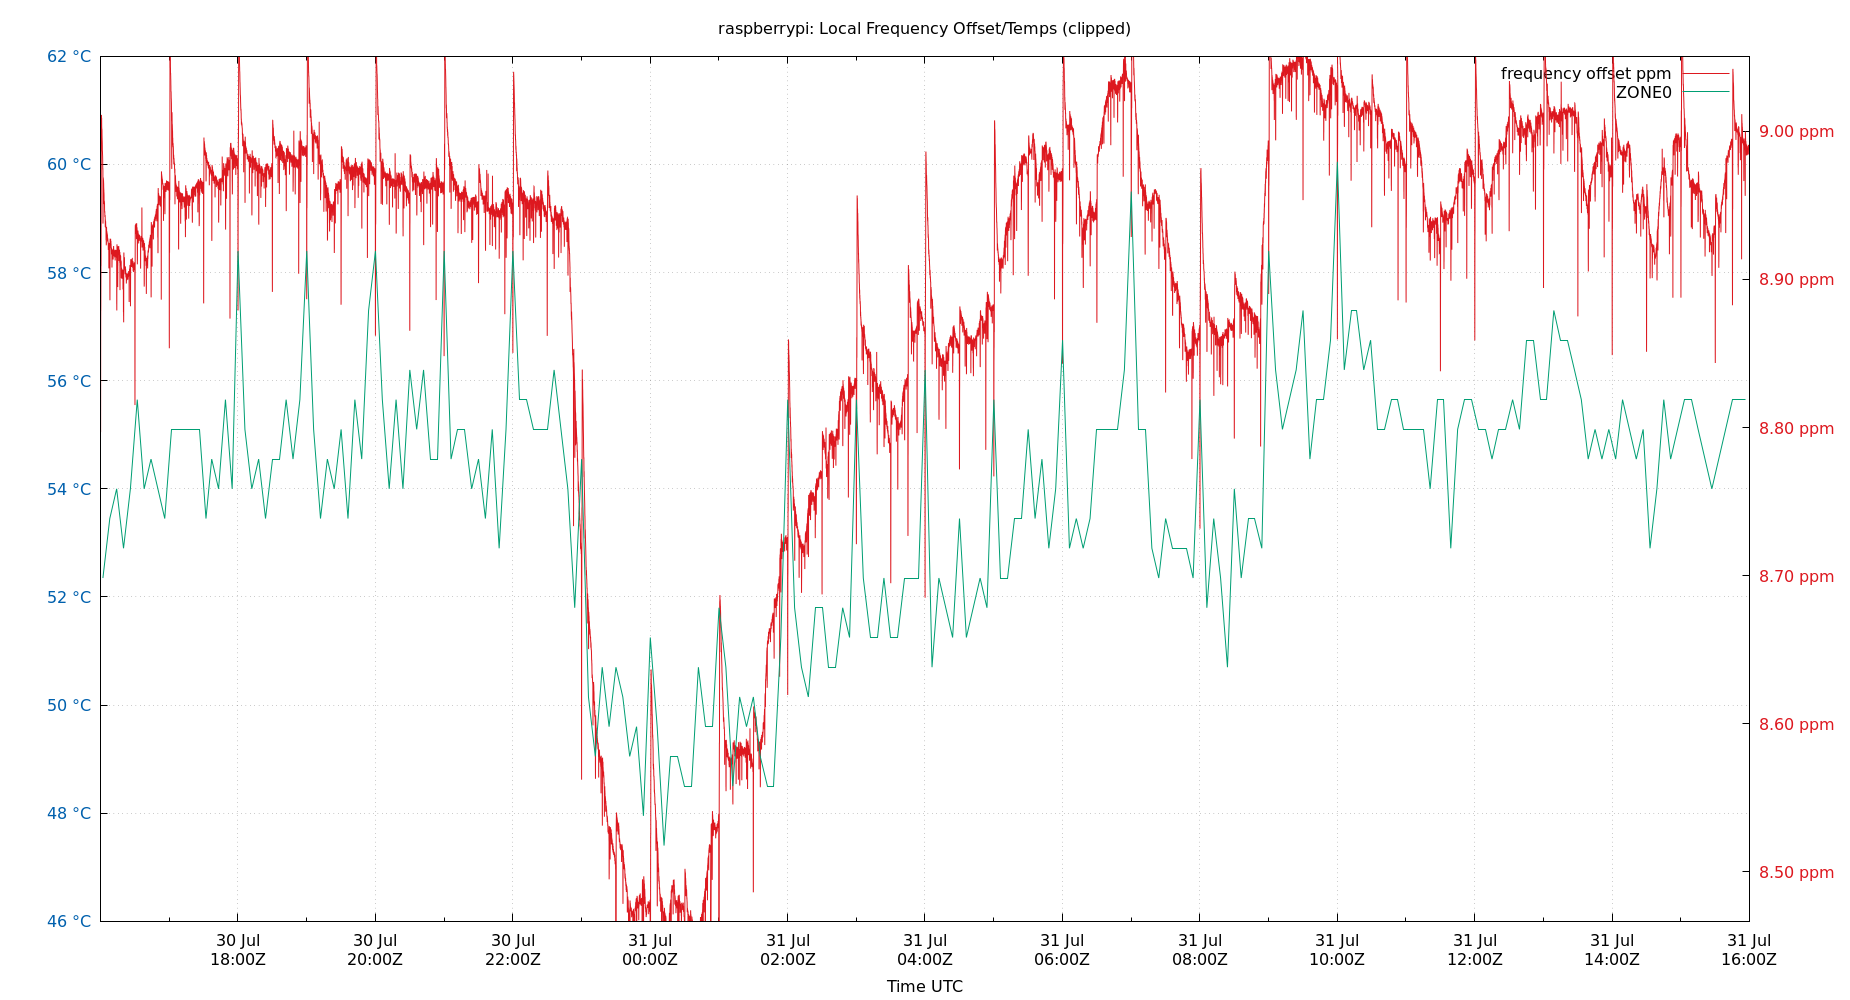 raspberrypi: Local Frequency Offset/Temps (clipped)
62 °C
60 °C
58 °C
56 °C
54 °C
52 °C
50 °C
48 °C
46 °C
frequency offset ppm
ZONE0
9.00 ppm
8.90 ppm
8.80 ppm
8.70 ppm
8.60 ppm
8.50 ppm
30 Jul
18:00Z
30 Jul
20:00Z
30 Jul
22:00Z
31 Jul
00:00Z
31 Jul
02:00Z
31 Jul
04:00Z
31 Jul
06:00Z
31 Jul
08:00Z
31 Jul
10:00Z
31 Jul
12:00Z
31 Jul
14:00Z
31 Jul
16:00Z
Time UTC